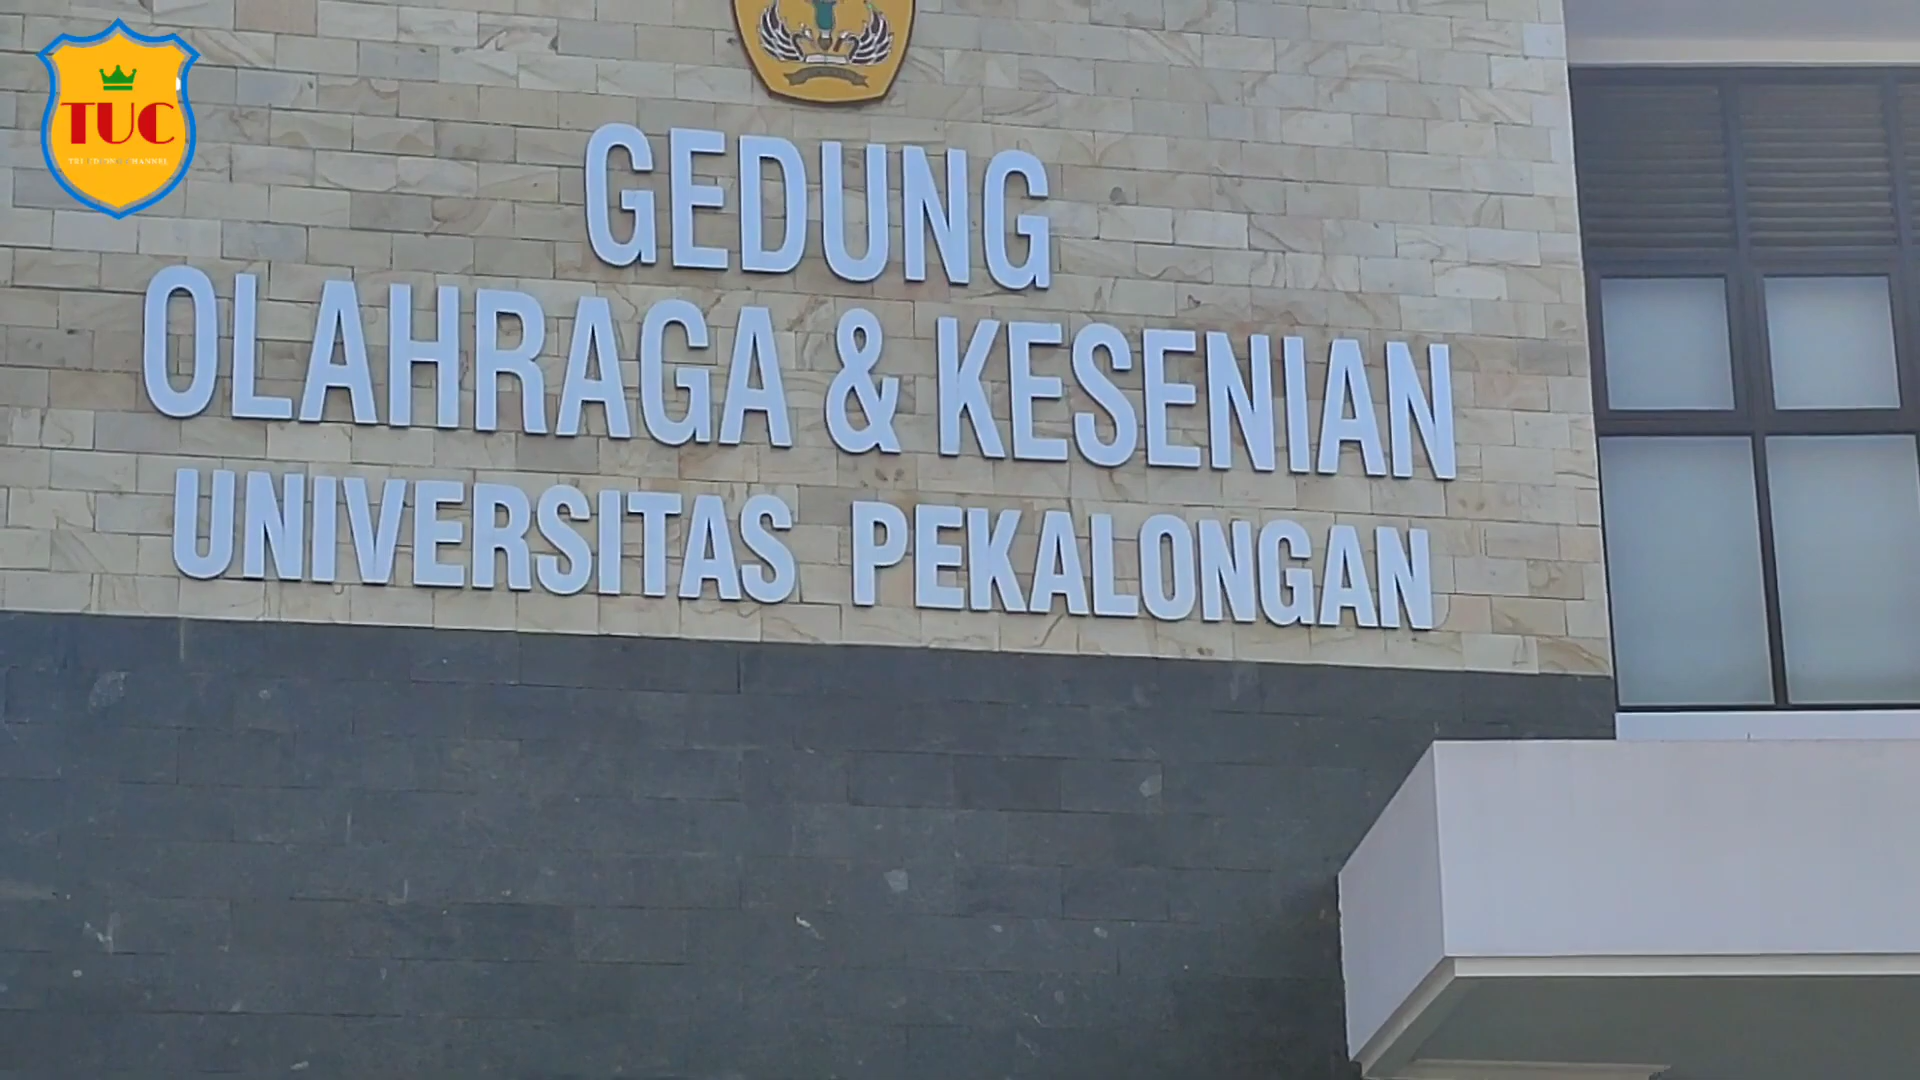 TUC
GEDUNG
OLAHRAGA & KESENIAN
UNIVERSITAS PEKALONGAN